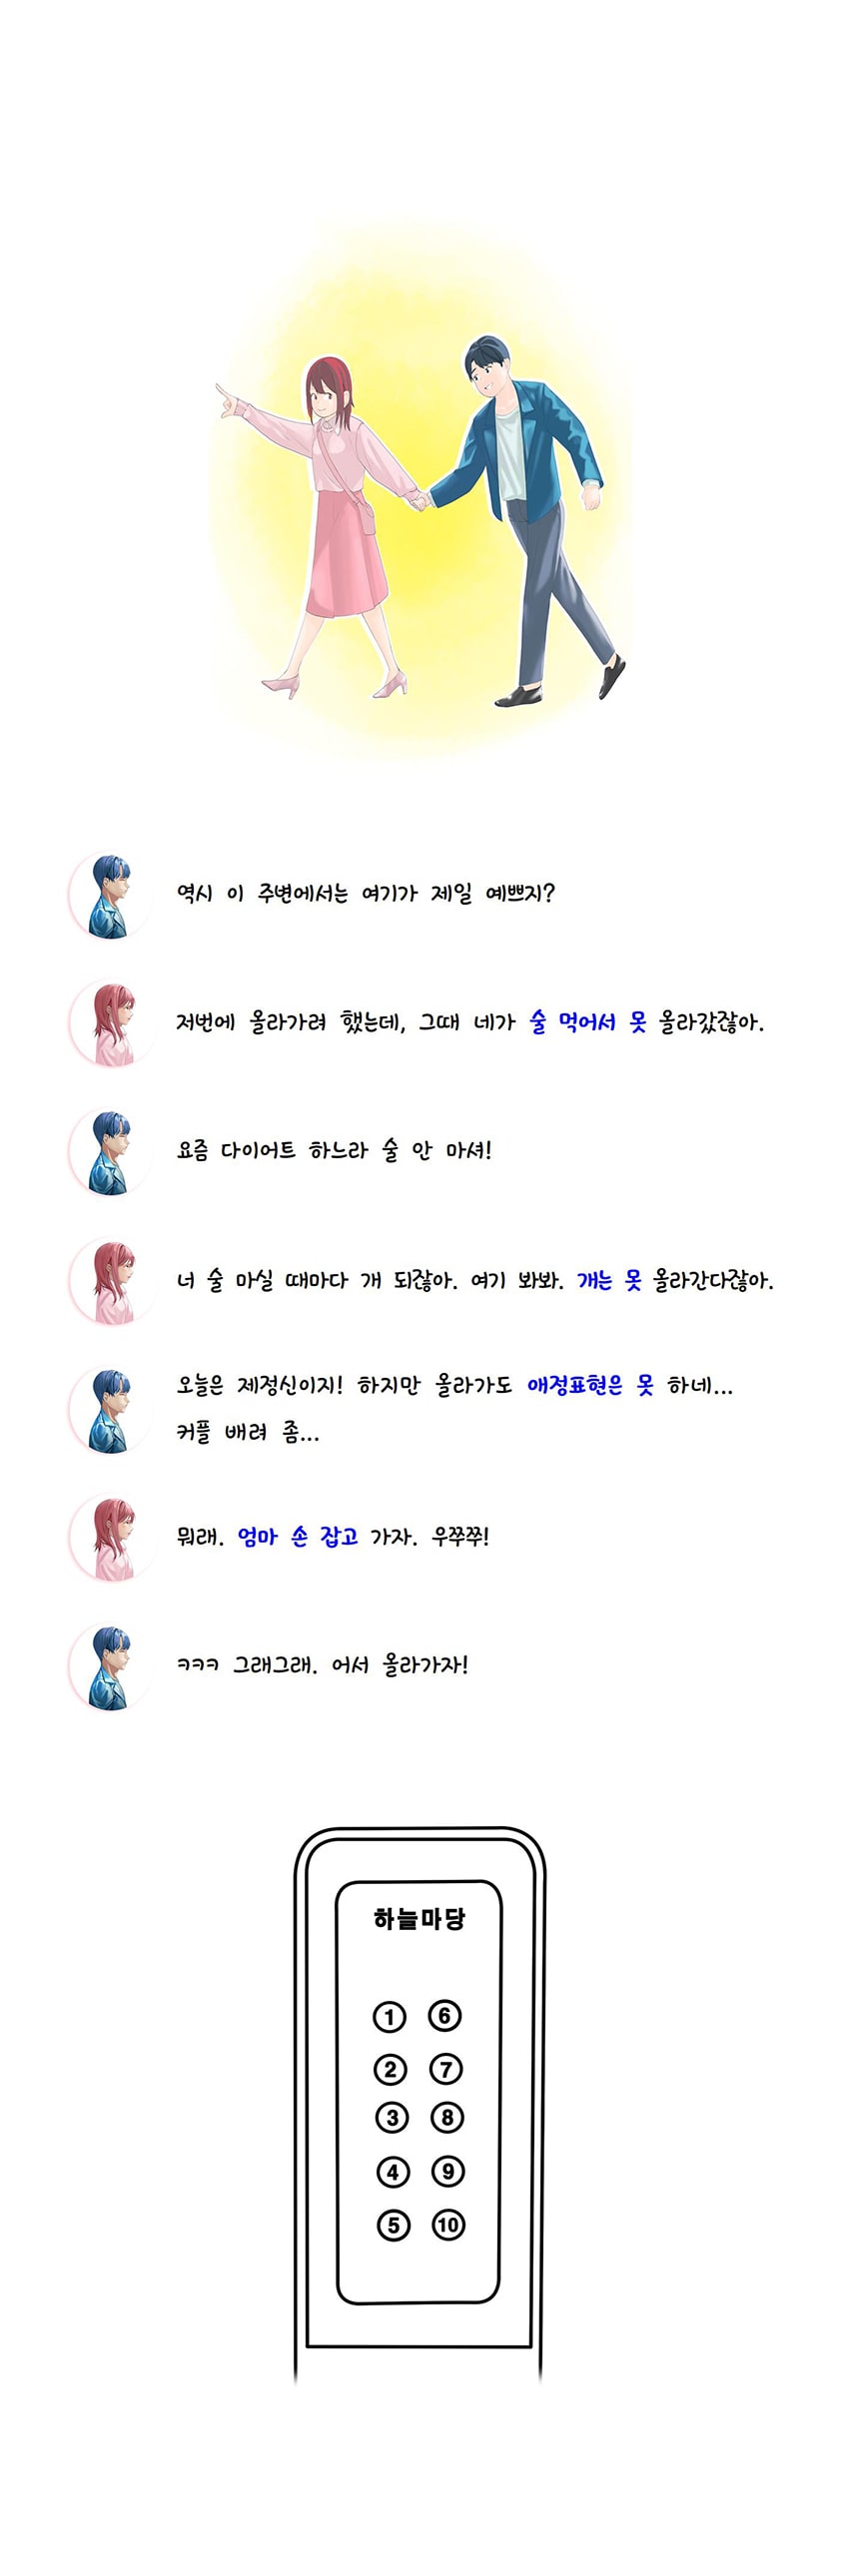 역시 이 주변에서는 여기가 제일 예쁘지?
저번에 올라가려 했는데, 그때 네가 술 먹어서 못 올라갔잖아.
요즘 다이어트 하느라 술 안 마셔!
너 술 마실 때마다 개 되잖아. 여기 봐봐. 개는 못 올라간다잖아.
오늘은 제정신이지! 하지만 올라가도 애정표현은 못 하네...
커플 배려 좀...
뭐래. 엄마 손 잡고 가자. 우쭈쭈!
ㅋㅋㅋ 그래그래. 어서 올라가자!
하늘마당
1 6
2 7
3 8
4 9
5 10